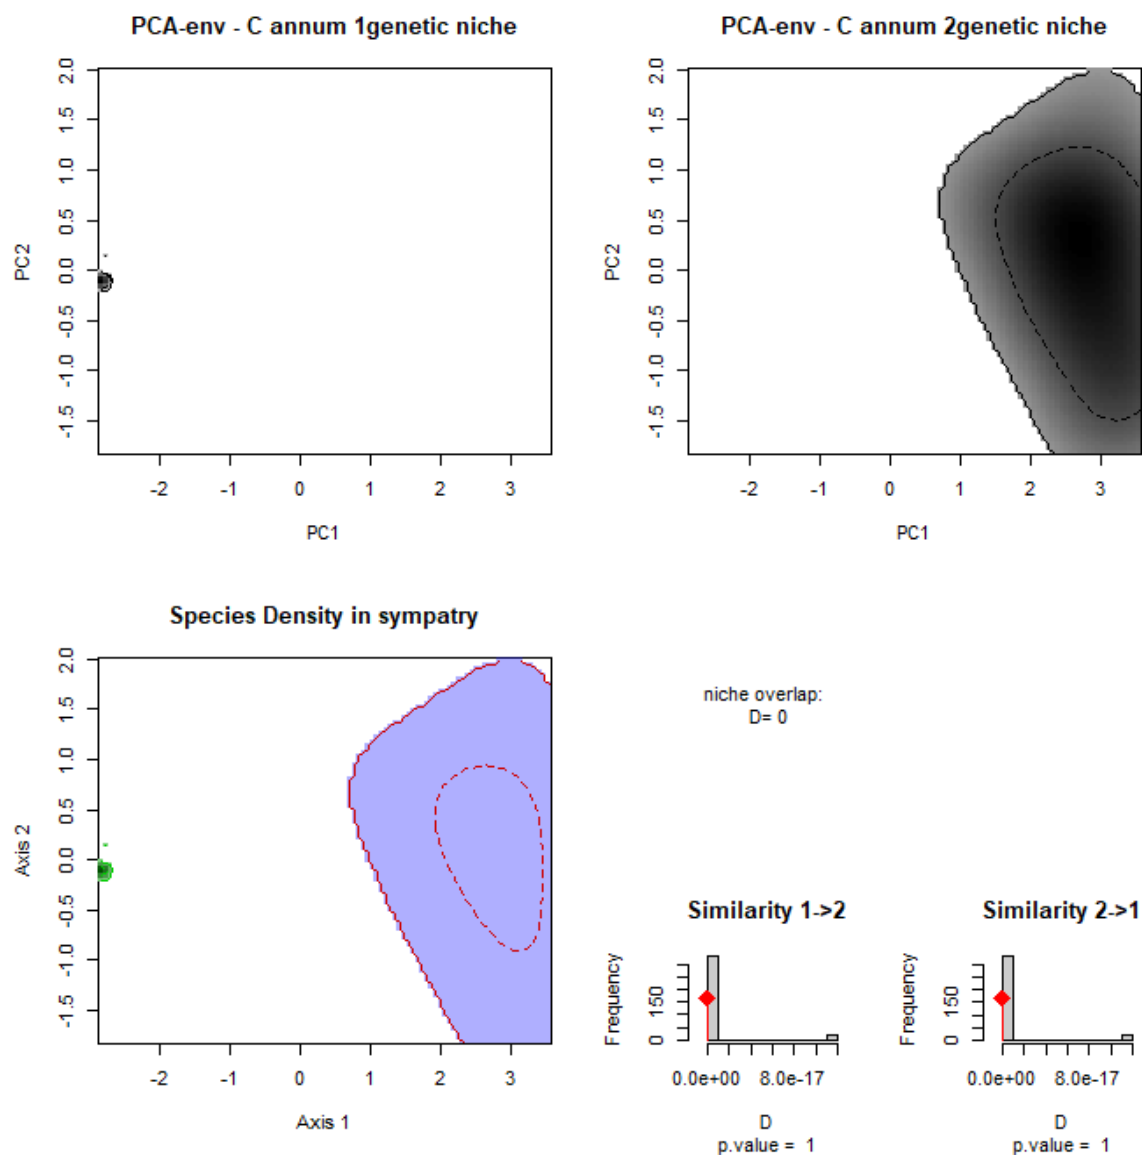 PCA-env - C annum 1genetic niche
PCA-env - C annum 2genetic niche
2.0
1.5
1.0
0.5
0.0
-0.5
-1.0
-1.5
PC2
-2 -1 0 1 2 3
PC1
2.0
1.5
1.0
0.5
0.0
-0.5
-1.0
-1.5
PC2
-2 -1 0 1 2 3
PC1
Species Density in sympatry
2.0
1.5
1.0
0.5
0.0
-0.5
-1.0
-1.5
Axis 2
-2 -1 0 1 2 3
Axis 1
niche overlap:
D= 0
Similarity 1->2
Frequency
150
0
0.0e+00 8.0e-17
D
p.value = 1
Similarity 2->1
Frequency
150
0
0.0e+00 8.0e-17
D
p.value = 1